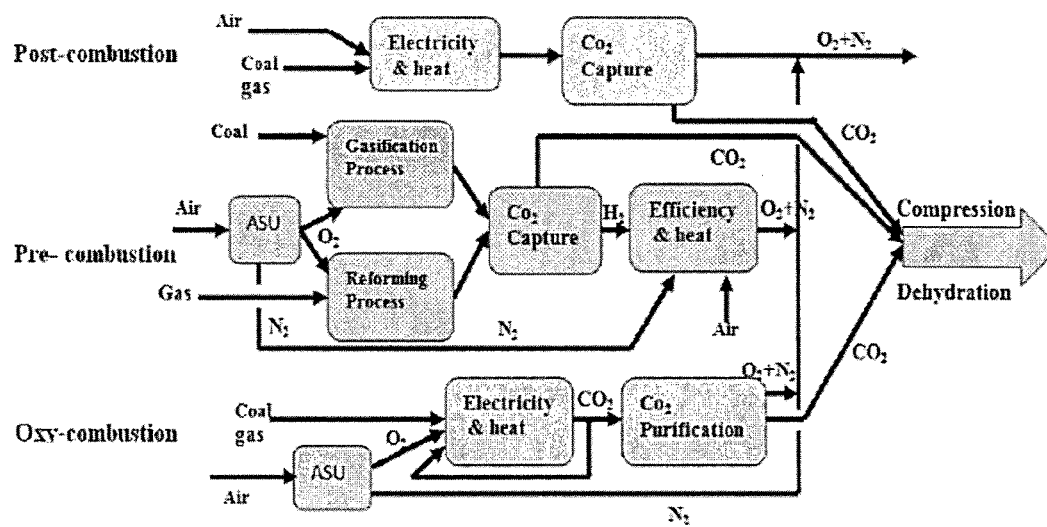 Post-combustion
Air
Coal
gas
Electricity
& heat
Co₂
Capture
O₂+N₂
CO₂
Pre- combustion
Coal
Gasification
Process
Air
ASU
O₂
Gas
Reforming
Process
Co₂
Capture
CO₂
H₂
Efficiency
& heat
O₂+N₂
Air
N₂
N₂
Compression
Dehydration
CO₂
Oxy-combustion
Coal
gas
Air
ASU
O₂
Electricity
& heat
CO₂
Co₂
Purification
O₂+N₂
N₂